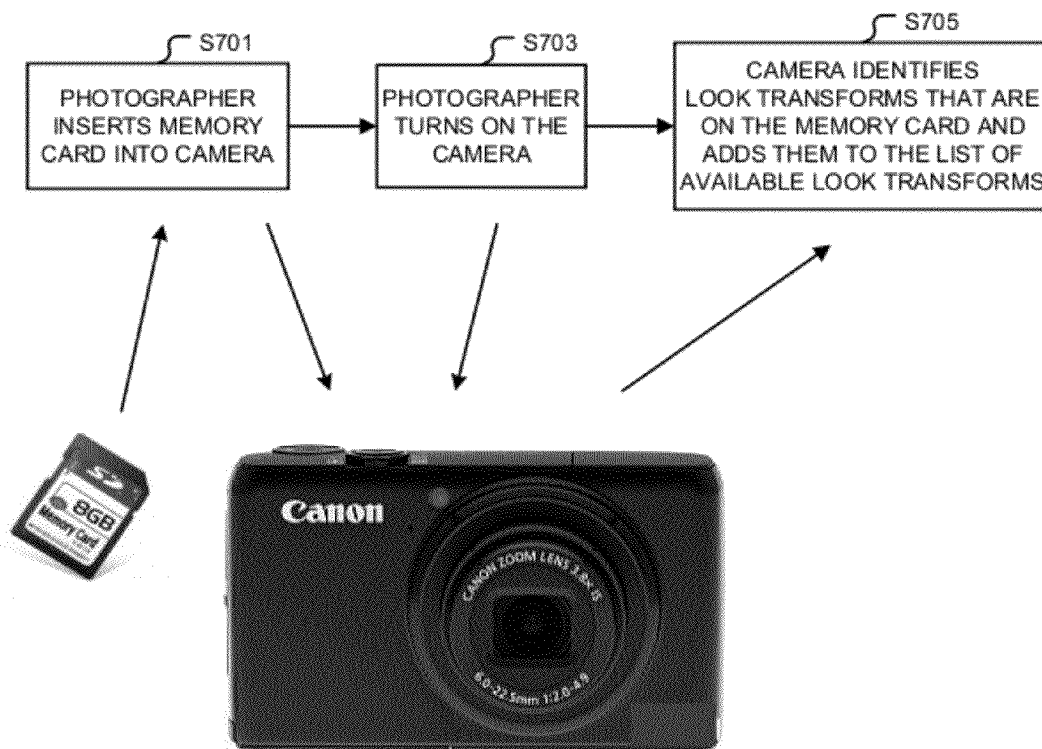 S701
PHOTOGRAPHER
INSERTS MEMORY
CARD INTO CAMERA
S703
PHOTOGRAPHER
TURNS ON THE
CAMERA
S705
CAMERA IDENTIFIES
LOOK TRANSFORMS THAT ARE
ON THE MEMORY CARD AND
ADDS THEM TO THE LIST OF
AVAILABLE LOOK TRANSFORMS
SD
8GB
Memory Card
Canon
CANON ZOOM LENS 3.8x IS
6.0-22.5mm 1:2.0-4.9